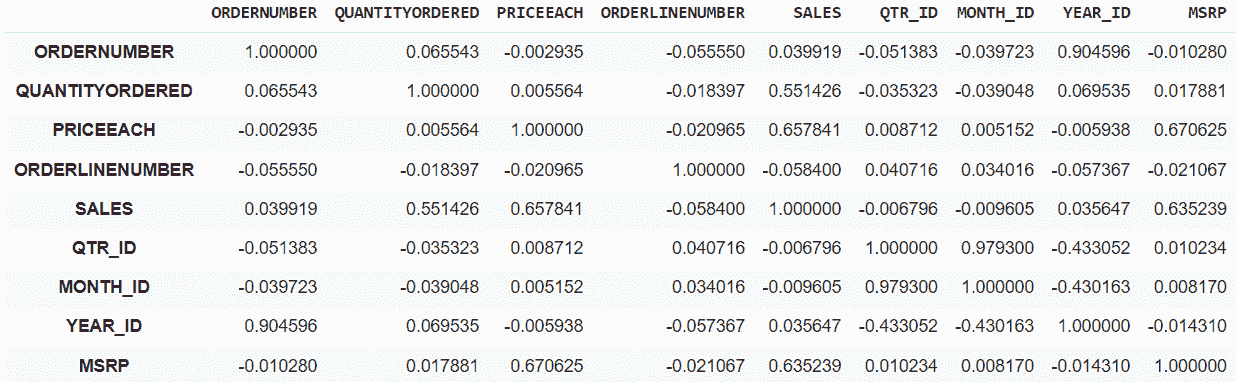 ORDERNUMBER QUANTITYORDERED PRICEEACH ORDERLINENUMBER SALES QTR_ID MONTH_ID YEAR_ID MSRP
ORDERNUMBER 1.000000 0.065543 -0.002935 -0.055550 0.039919 -0.051383 -0.039723 0.904596 -0.010280
QUANTITYORDERED 0.065543 1.000000 0.005564 -0.018397 0.551426 -0.035323 -0.039048 0.069535 0.017881
PRICEEACH -0.002935 0.005564 1.000000 -0.020965 0.657841 0.008712 0.005152 -0.005938 0.670625
ORDERLINENUMBER -0.055550 -0.018397 -0.020965 1.000000 -0.058400 0.040716 0.034016 -0.057367 -0.021067
SALES 0.039919 0.551426 0.657841 -0.058400 1.000000 -0.006796 -0.009605 0.035647 0.635239
QTR_ID -0.051383 -0.035323 0.008712 0.040716 -0.006796 1.000000 0.979300 -0.433052 0.010234
MONTH_ID -0.039723 -0.039048 0.005152 0.034016 -0.009605 0.979300 1.000000 -0.430163 0.008170
YEAR_ID 0.904596 0.069535 -0.005938 -0.057367 0.035647 -0.433052 -0.430163 1.000000 -0.014310
MSRP -0.010280 0.017881 0.670625 -0.021067 0.635239 0.010234 0.008170 -0.014310 1.000000